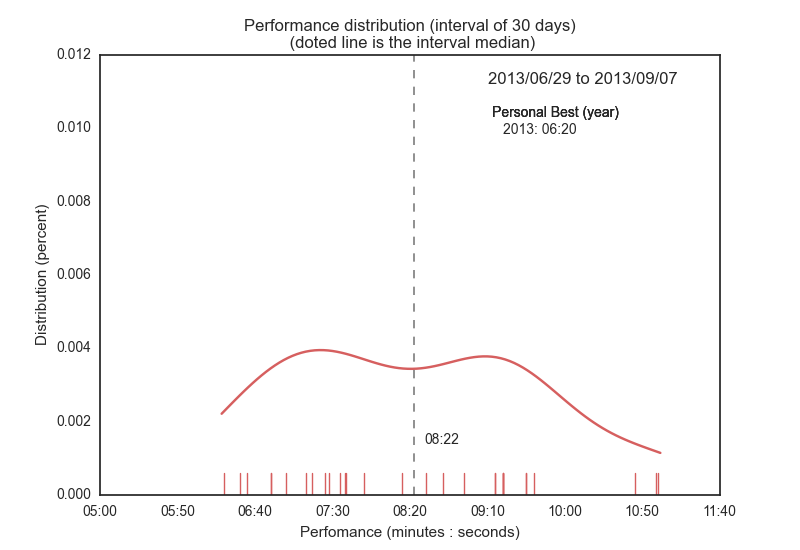 Performance distribution (interval of 30 days)
(doted line is the interval median)
0.012
0.010
0.008
0.006
0.004
0.002
0.000
Distribution (percent)
2013/06/29 to 2013/09/07
Personal Best (year)
2013: 06:20
08:22
05:00 05:50 06:40 07:30 08:20 09:10 10:00 10:50 11:40
Perfomance (minutes : seconds)